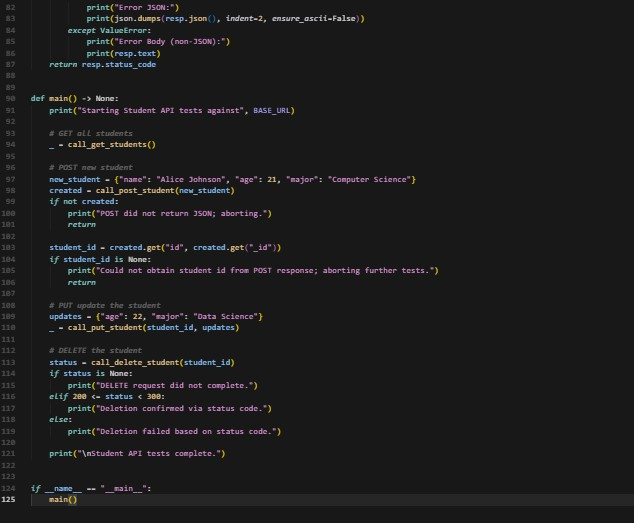 82 print("Error JSON:")
83 print(json.dumps(resp.json(), indent=2, ensure_ascii=False))
84 except ValueError:
85 print("Error Body (non-JSON):")
86 print(resp.text)
87 return resp.status_code
88
89
90 def main() -> None:
91 print("Starting Student API tests against", BASE_URL)
92
93 # GET all students
94 _ = call_get_students()
95
96 # POST new student
97 new_student = {"name": "Alice Johnson", "age": 21, "major": "Computer Science"}
98 created = call_post_student(new_student)
99 if not created:
100 print("POST did not return JSON; aborting.")
101 return
102
103 student_id = created.get("id", created.get("_id"))
104 if student_id is None:
105 print("Could not obtain student id from POST response; aborting further tests.")
106 return
107
108 # PUT update the student
109 updates = {"age": 22, "major": "Data Science"}
110 _ = call_put_student(student_id, updates)
111
112 # DELETE the student
113 status = call_delete_student(student_id)
114 if status is None:
115 print("DELETE request did not complete.")
116 elif 200 <= status < 300:
117 print("Deletion confirmed via status code.")
118 else:
119 print("Deletion failed based on status code.")
120
121 print("\nStudent API tests complete.")
122
123
124 if __name__ == "__main__":
125 main()